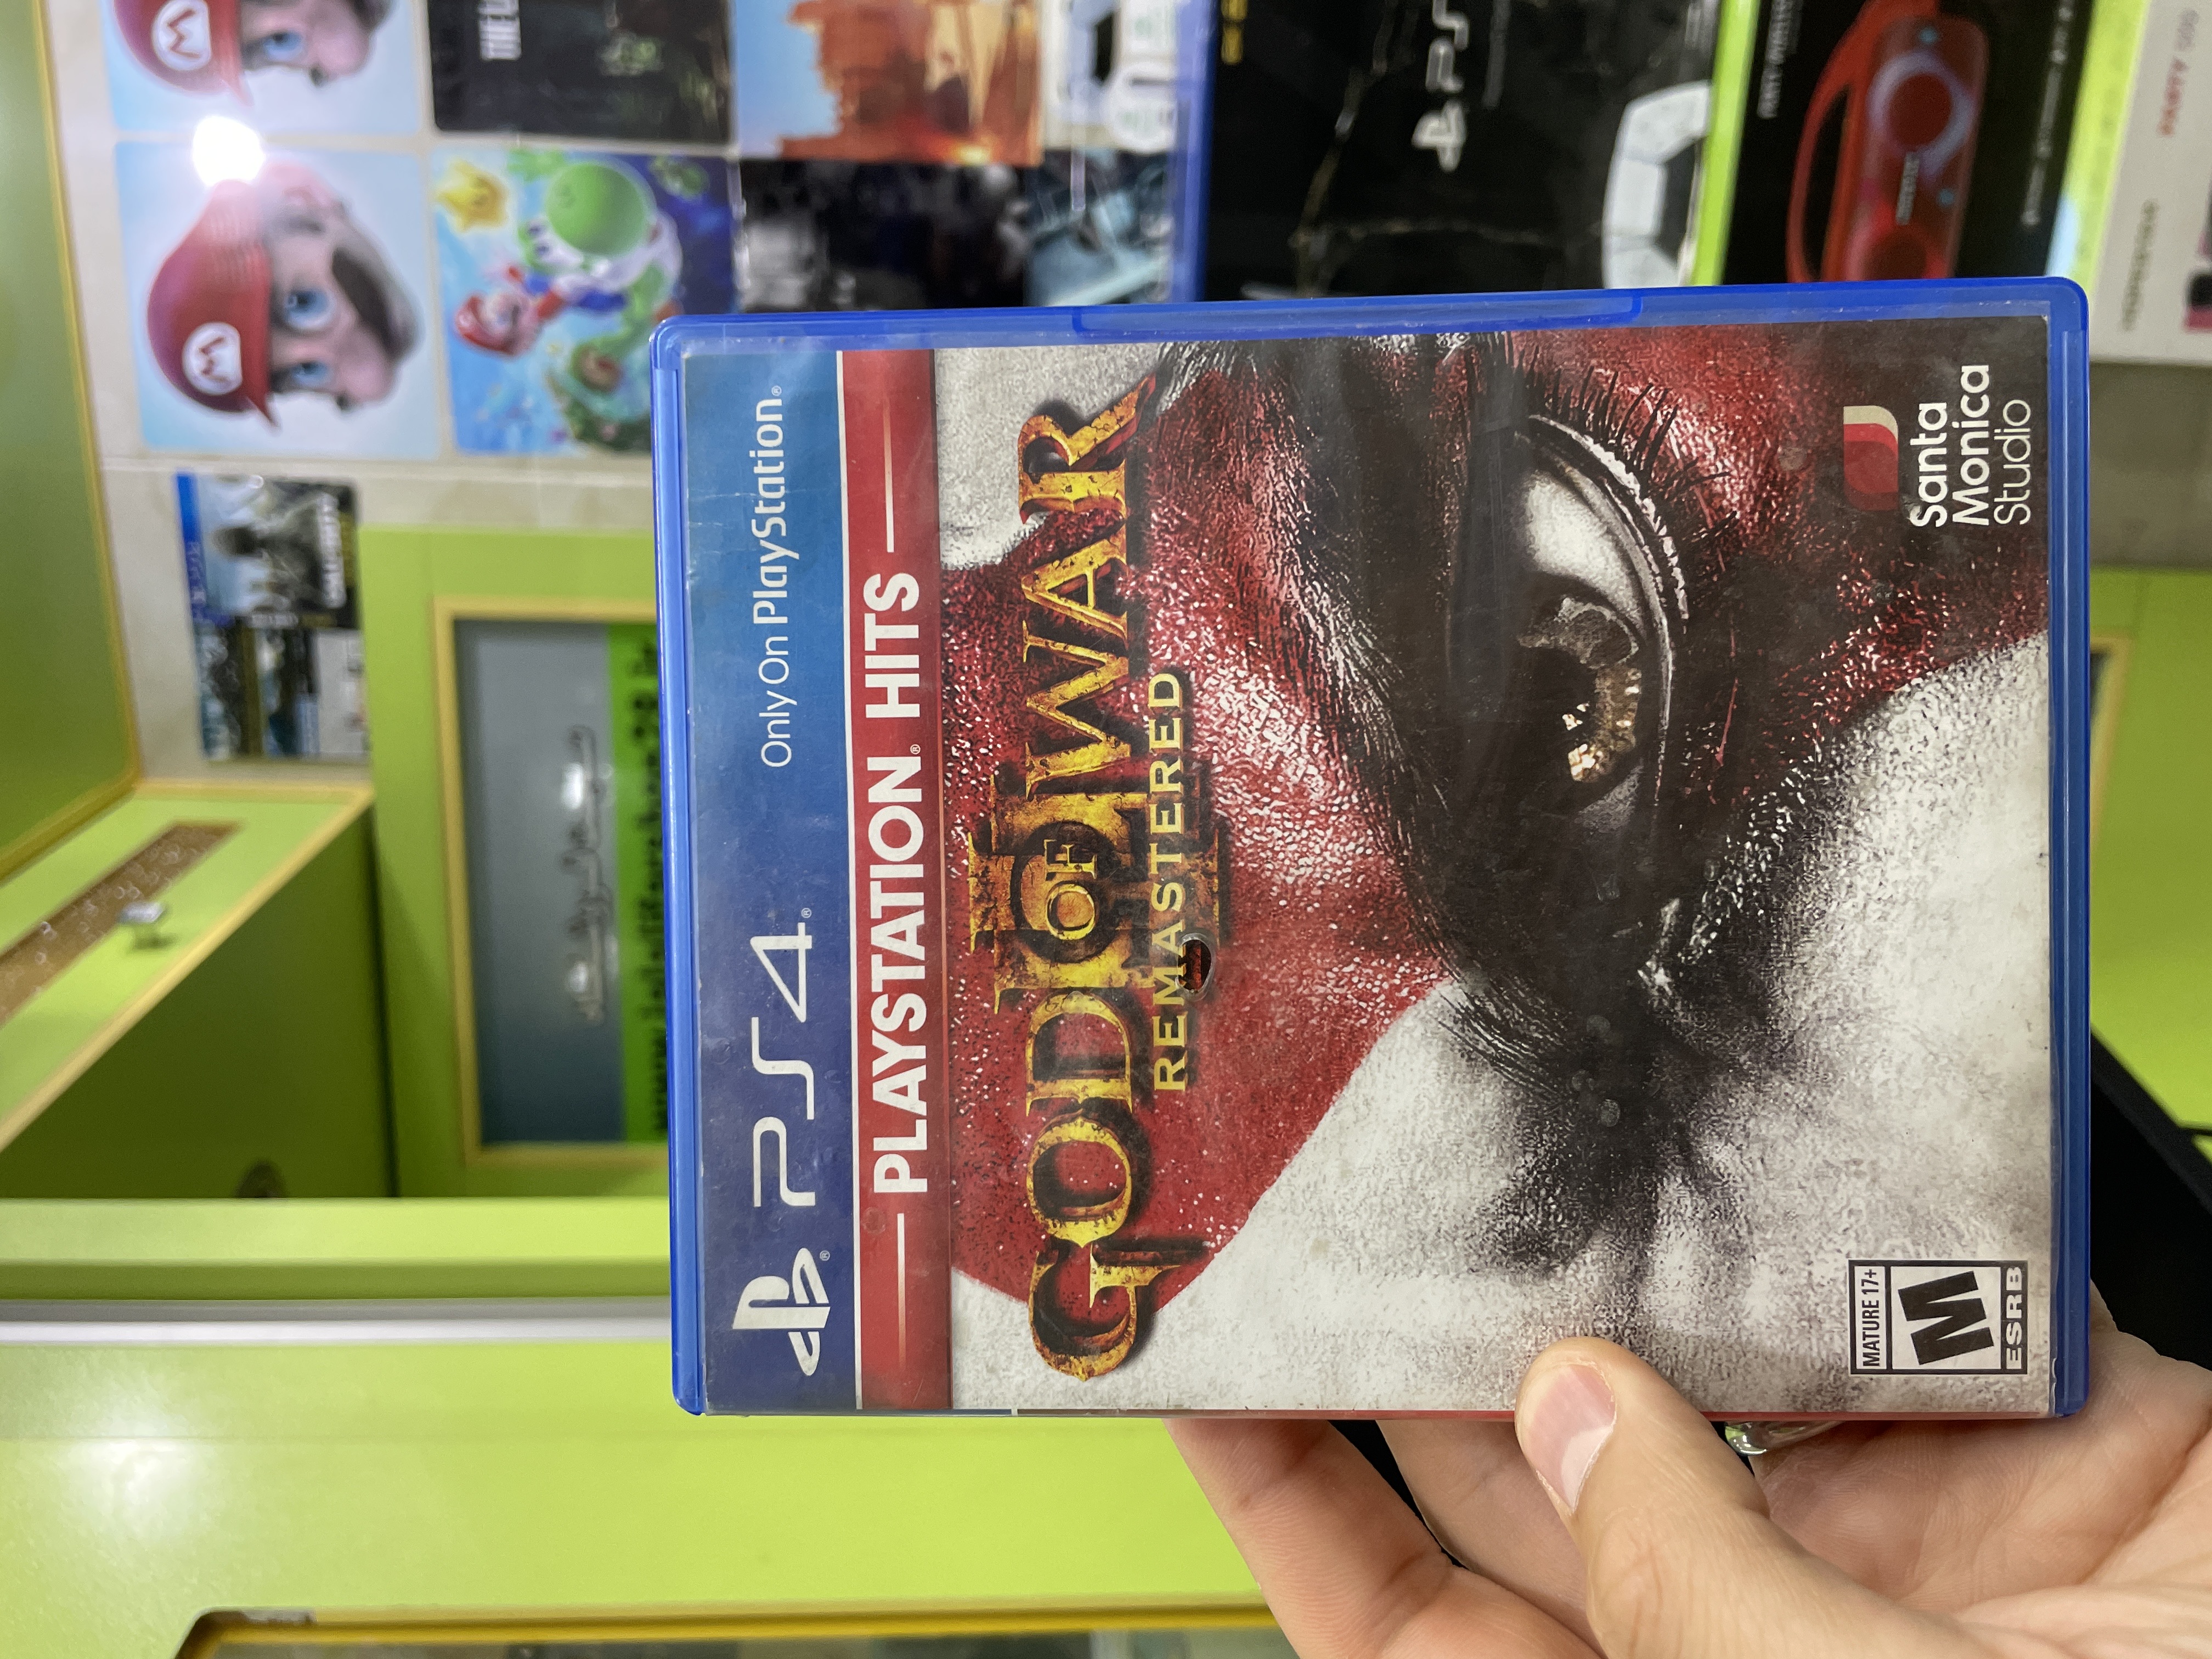 PS4
Only On PlayStation®
PLAYSTATION® HITS
GOD OF WAR III
REMASTERED
MATURE 17+
M
ESRB
Santa
Monica
Studio